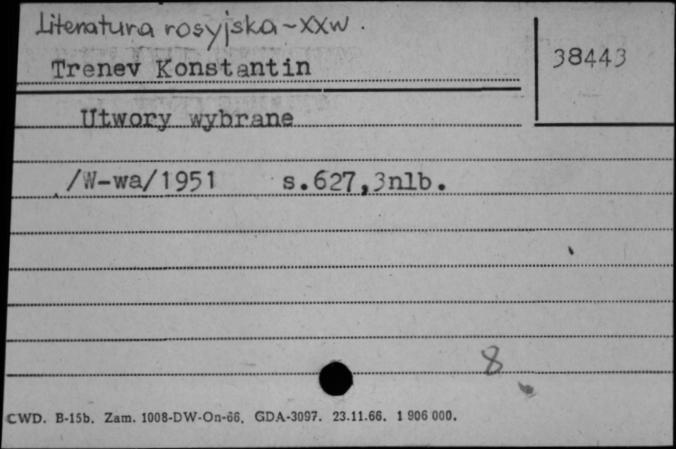 Literatura rosyjska-XXw.
Trenev Konstantin
38443
Utwory wybrane
/W-wa/1951 s.627,3nlb.
8
CWD. B-15b. Zam. 1008-DW-On-66. GDA-3097. 23.11.66. 1 906 000.